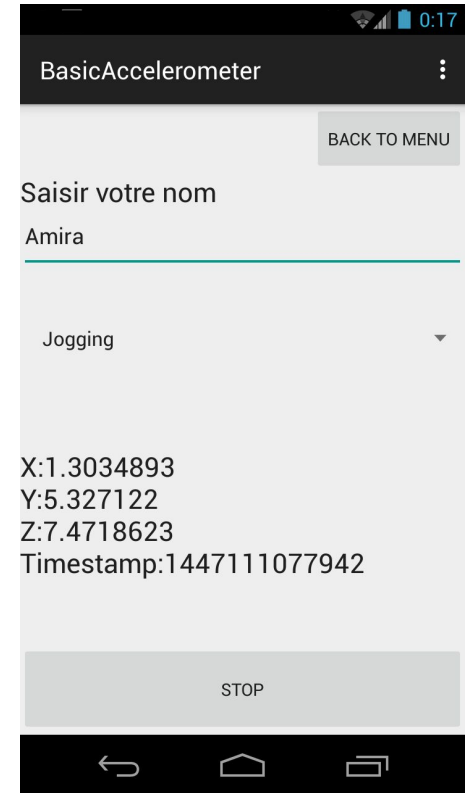 0:17
BasicAccelerometer
BACK TO MENU
Saisir votre nom
Amira
Jogging
X:1.3034893
Y:5.327122
Z:7.4718623
Timestamp:1447111077942
STOP